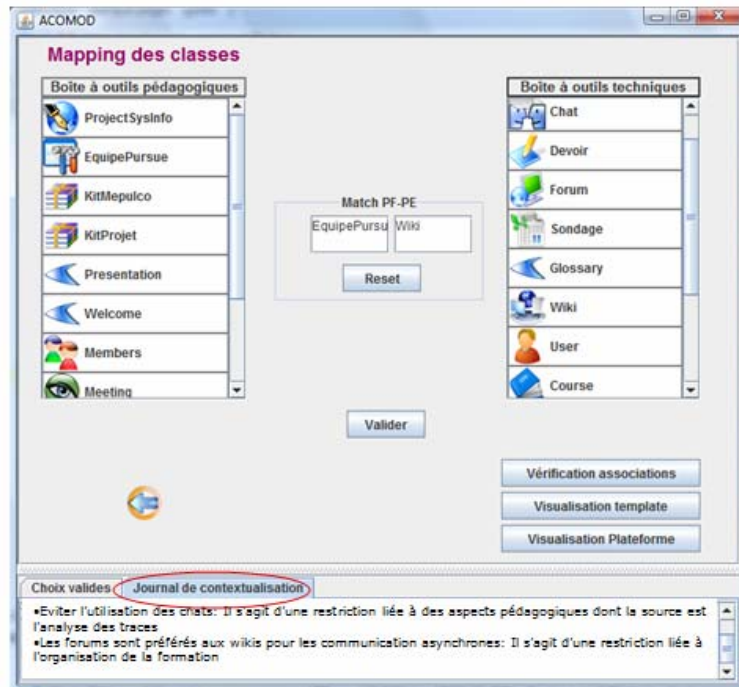 ACOMOD
Mapping des classes
Boîte à outils pédagogiques
ProjectSysInfo
EquipePursue
KitMepulco
KitProjet
Presentation
Welcome
Members
Meeting
Match PF-PE
EquipePursu Wiki
Reset
Valider
Boîte à outils techniques
Chat
Devoir
Forum
Sondage
Glossary
Wiki
User
Course
Vérification associations
Visualisation template
Visualisation Plateforme
Choix valides Journal de contextualisation
•Eviter l'utilisation des chats: Il s'agit d'une restriction liée à des aspects pédagogiques dont la source est
l'analyse des traces
•Les forums sont préférés aux wikis pour les communication asynchrones: Il s'agit d'une restriction liée à
l'organisation de la formation